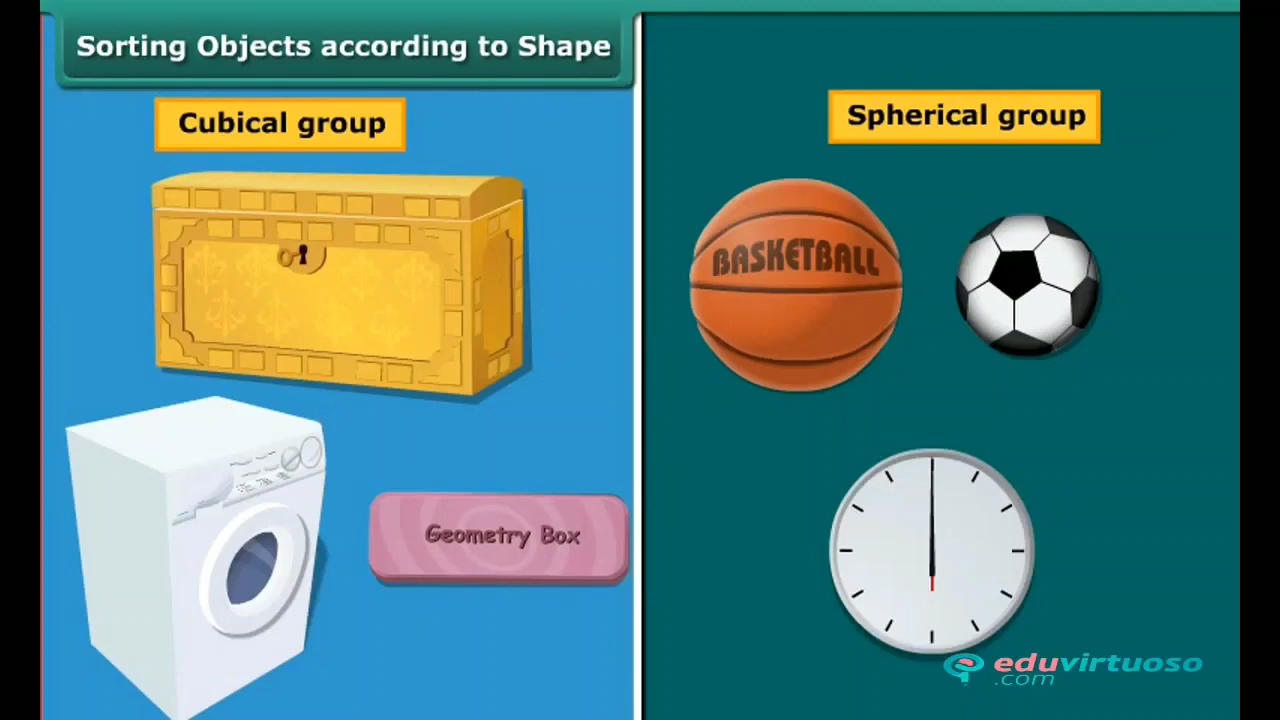 Sorting Objects according to Shape
Cubical group
Spherical group
BASKETBALL
Geometry Box
eduvirtuoso
.com